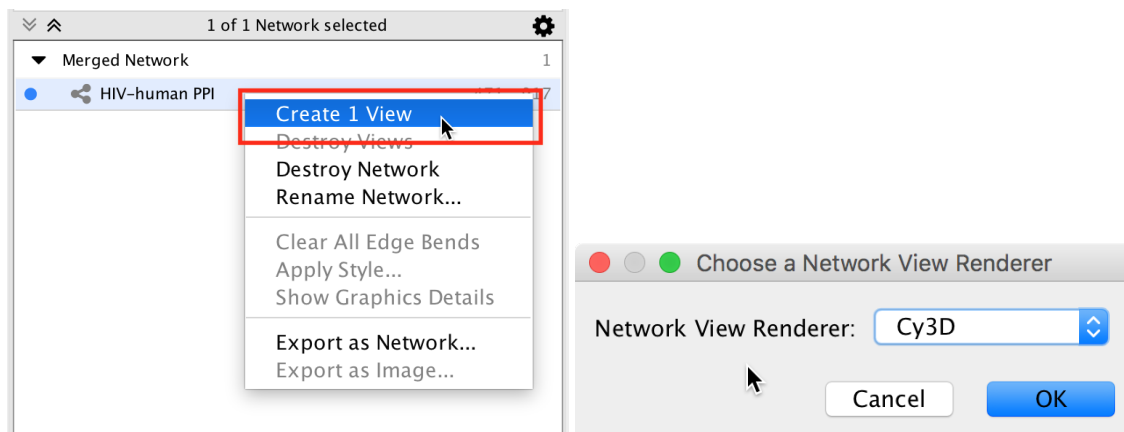 1 of 1 Network selected
Merged Network 1
HIV-human PPI
Create 1 View
Destroy Views
Destroy Network
Rename Network...
Clear All Edge Bends
Apply Style...
Show Graphics Details
Export as Network...
Export as Image...
Choose a Network View Renderer
Network View Renderer: Cy3D
Cancel OK